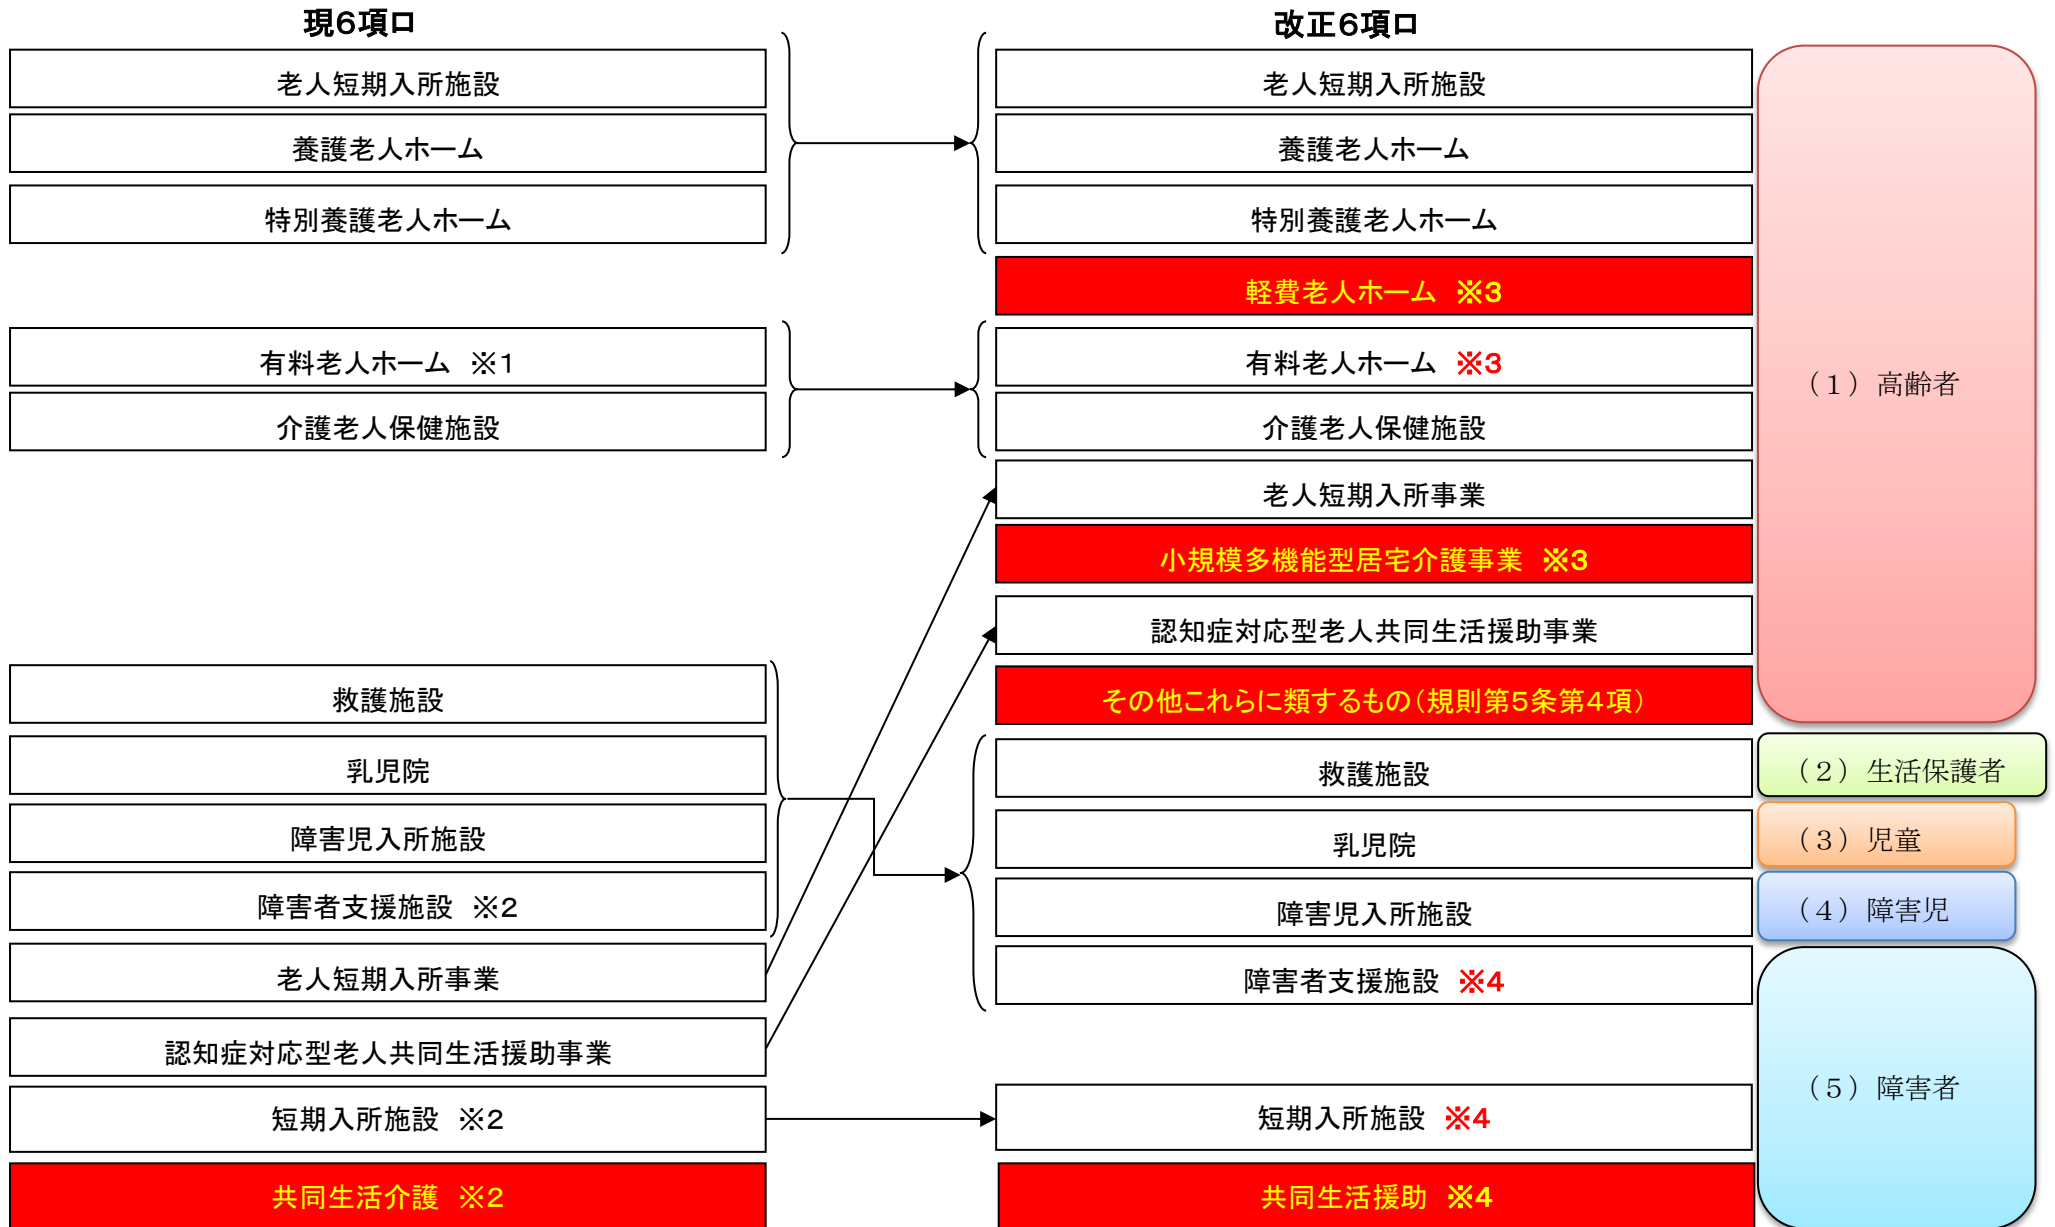 現6項ロ
老人短期入所施設
養護老人ホーム
特別養護老人ホーム
有料老人ホーム ※1
介護老人保健施設
救護施設
乳児院
障害児入所施設
障害者支援施設 ※2
老人短期入所事業
認知症対応型老人共同生活援助事業
短期入所施設 ※2
共同生活介護 ※2
改正6項ロ
老人短期入所施設
養護老人ホーム
特別養護老人ホーム
軽費老人ホーム ※3
有料老人ホーム ※3
介護老人保健施設
老人短期入所事業
小規模多機能型居宅介護事業 ※3
認知症対応型老人共同生活援助事業
その他これらに類するもの(規則第5条第4項)
救護施設
乳児院
障害児入所施設
障害者支援施設 ※4
短期入所施設 ※4
共同生活援助 ※4
(1)高齢者
(2)生活保護者
(3)児童
(4)障害児
(5)障害者